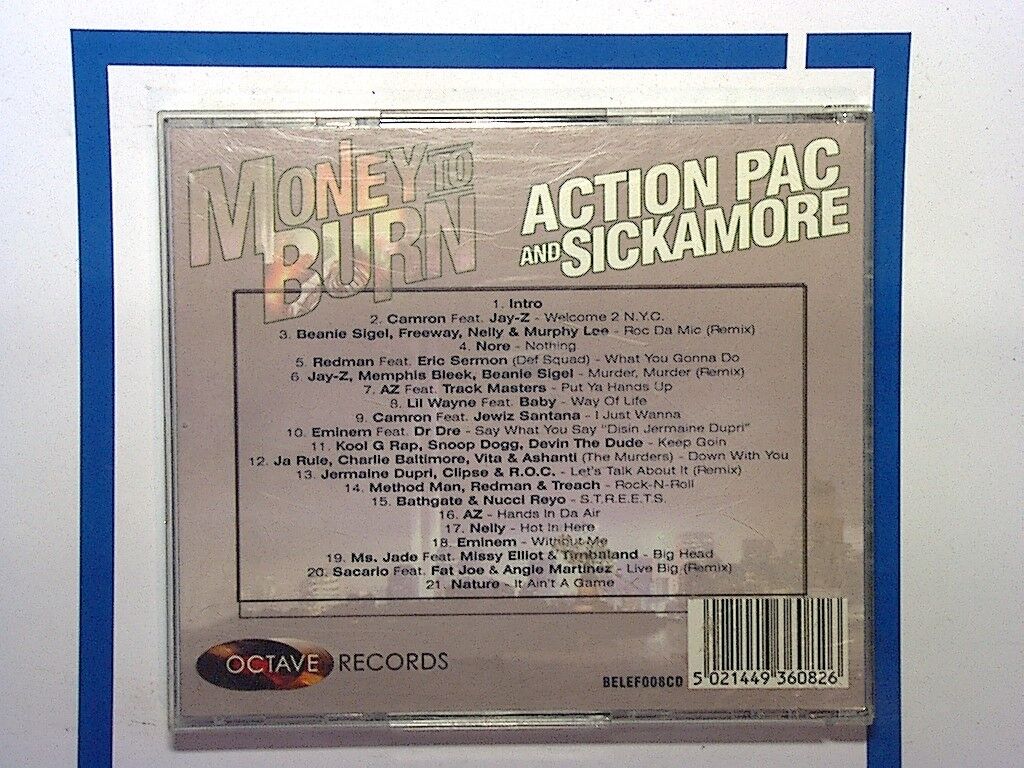 MONEY TO
BURN
ACTION PAC
AND SICKAMORE
1. Intro
2. Camron Feat. Jay-Z - Welcome 2 N.Y.C.
3. Beanie Sigel, Freeway, Nelly & Murphy Lee - Roc Da Mic (Remix)
4. Nore - Nothing
5. Redman Feat. Eric Sermon (Def Squad) - What You Gonna Do
6. Jay-Z, Memphis Bleek, Beanie Sigel - Murder, Murder (Remix)
7. AZ Feat. Track Masters - Put Ya Hands Up
8. Lil Wayne Feat. Baby - Way Of Life
9. Camron Feat. Jewiz Santana - I Just Wanna
10. Eminem Feat. Dr Dre - Say What You Say "Disin Jermaine Dupri"
11. Kool G Rap, Snoop Dogg, Devin The Dude - Keep Goin
12. Ja Rule, Charlie Baltimore, Vita & Ashanti (The Murders) - Down With You
13. Jermaine Dupri, Clipse & R.O.C. - Let's Talk About It (Remix)
14. Method Man, Redman & Treach - Rock-N-Roll
15. Bathgate & Nucci Reyo - S.T.R.E.E.T.S.
16. AZ - Hands In Da Air
17. Nelly - Hot In Here
18. Eminem - Without Me
19. Ms. Jade Feat. Missy Elliot & Timbaland - Big Head
20. Sacario Feat. Fat Joe & Angie Martinez - Live Big (Remix)
21. Nature - It Ain't A Game
OCTAVE RECORDS
BELEF008CD
5 021449 360826